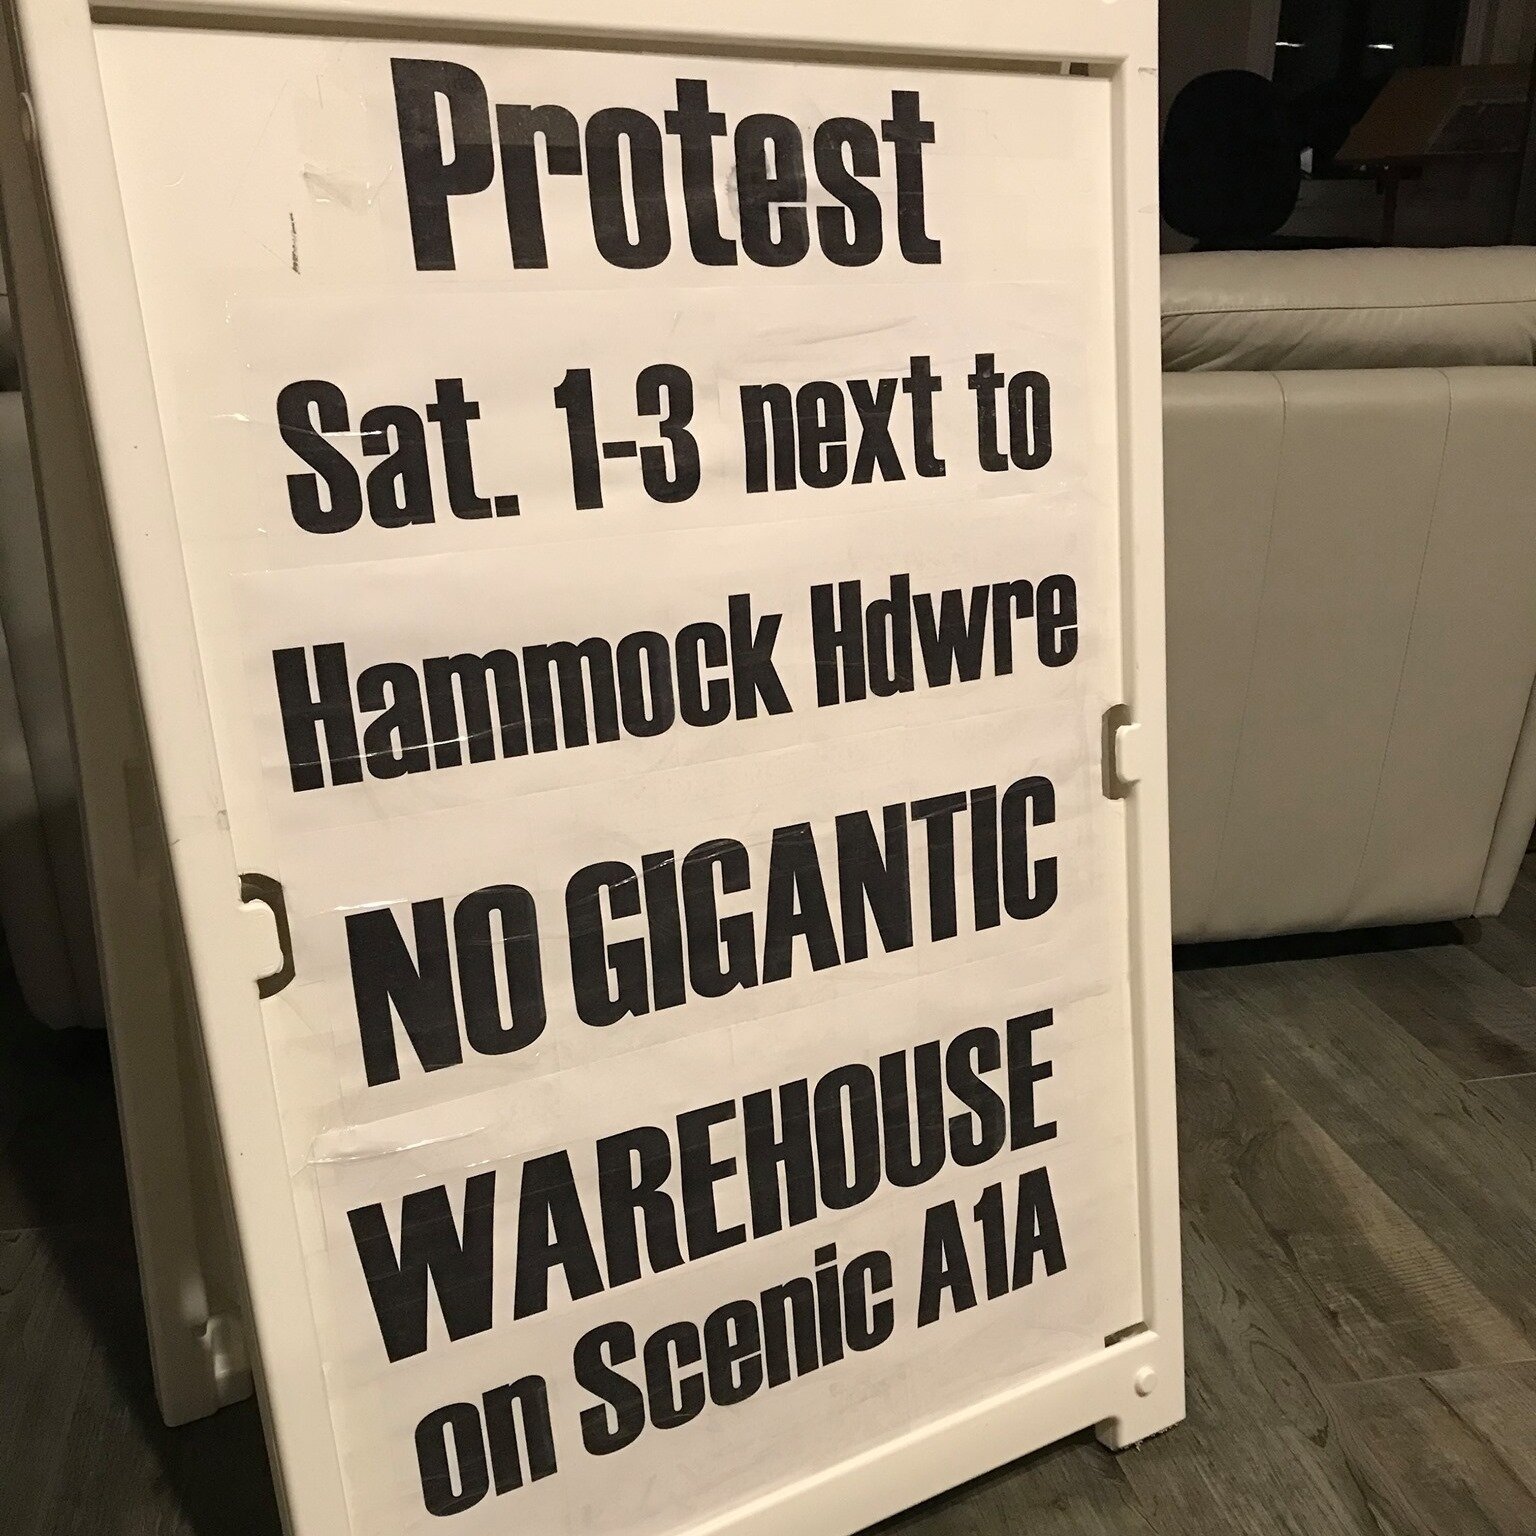 Protest
Sat. 1-3 next to
Hammock Hdwre
NO GIGANTIC
WAREHOUSE
on Scenic A1A